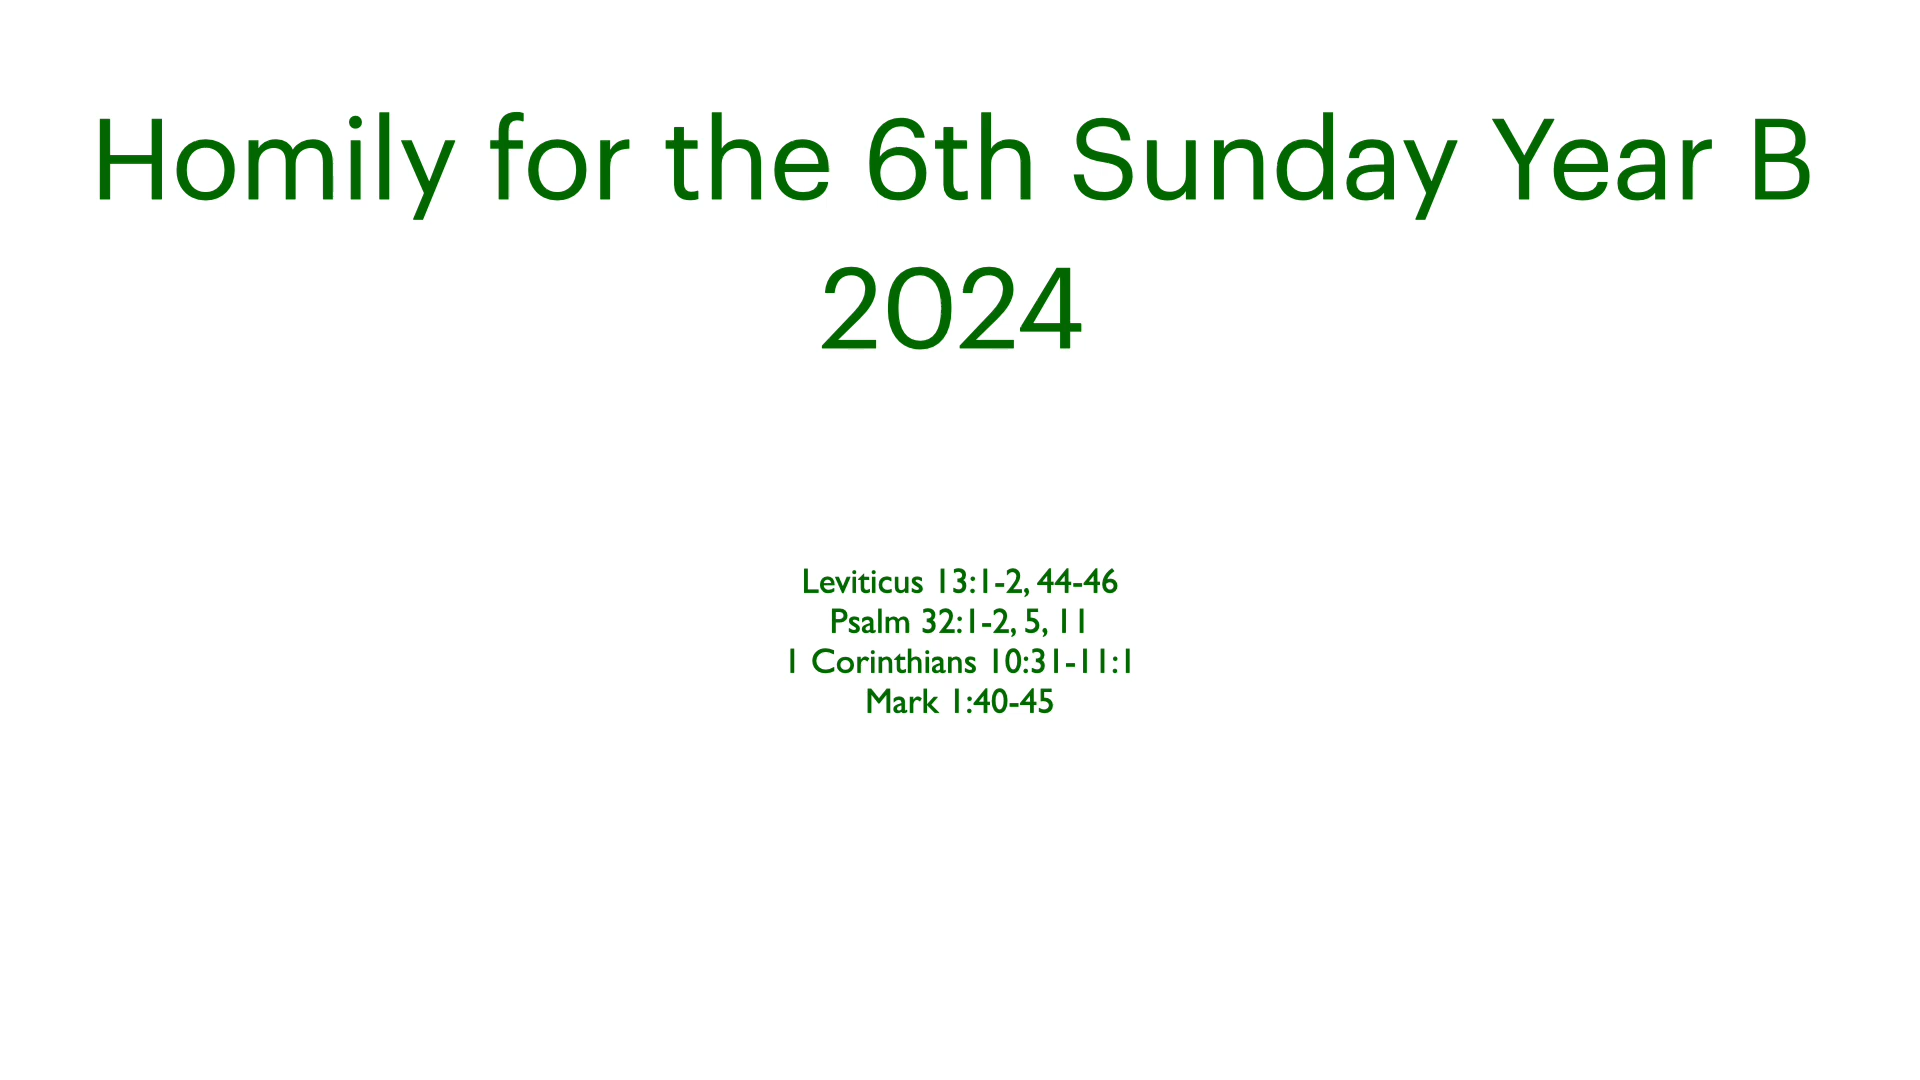 Homily for the 6th Sunday Year B
2024
Leviticus 13:1-2, 44-46
Psalm 32:1-2, 5, 11
1 Corinthians 10:31-11:1
Mark 1:40-45